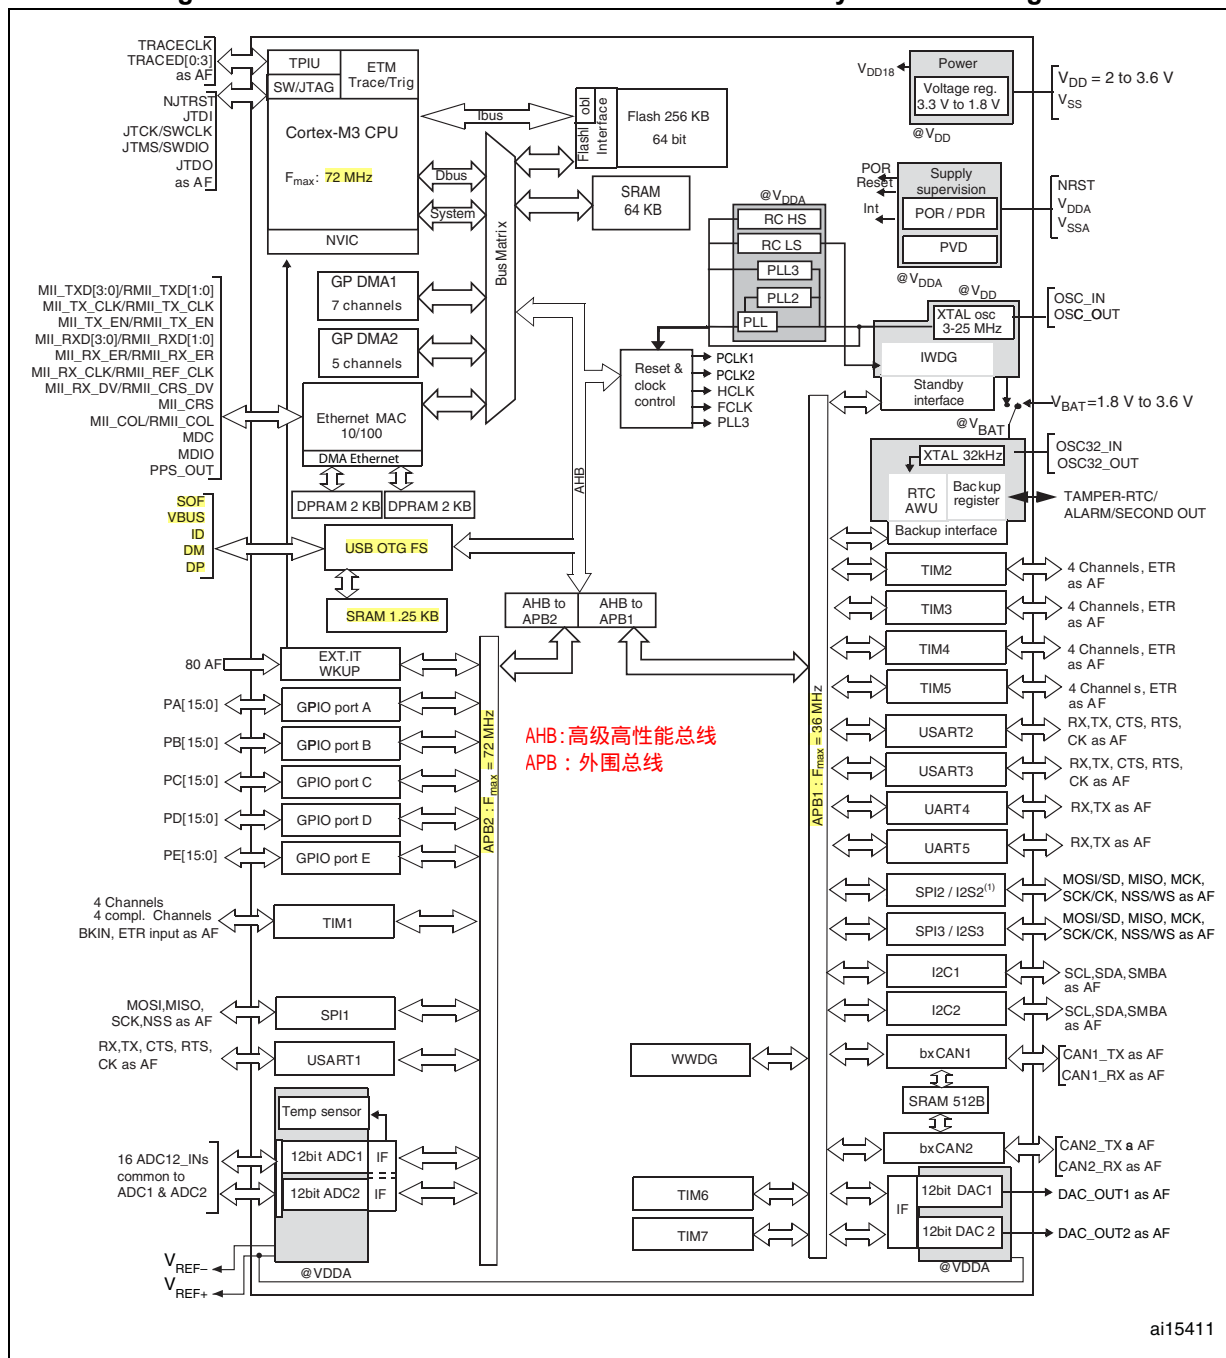 TRACECLK
TRACED[0:3]
as AF
NJTRST
JTDI
JTCK/SWCLK
JTMS/SWDIO
JTDO
as AF
TPIU
SW/JTAG
ETM
Trace/Trig
Cortex-M3 CPU
Fmax: 72 MHz
NVIC
Ibus
Dbus
System
Bus Matrix
Flashl obl
Interface
Flash 256 KB
64 bit
SRAM
64 KB
VDD18
Power
Voltage reg.
3.3 V to 1.8 V
@VDD
VDD = 2 to 3.6 V
VSS
POR
Reset
Int
Supply
supervision
POR / PDR
PVD
@VDDA
NRST
VDDA
VSSA
@VDDA
RC HS
RC LS
PLL3
PLL2
PLL
@VDD
XTAL osc
3-25 MHz
IWDG
Standby
interface
OSC_IN
OSC_OUT
VBAT=1.8 V to 3.6 V
@VBAT
GP DMA1
7 channels
GP DMA2
5 channels
MII_TXD[3:0]/RMII_TXD[1:0]
MII_TX_CLK/RMII_TX_CLK
MII_TX_EN/RMII_TX_EN
MII_RXD[3:0]/RMII_RXD[1:0]
MII_RX_ER/RMII_RX_ER
MII_RX_CLK/RMII_REF_CLK
MII_RX_DV/RMII_CRS_DV
MII_CRS
MII_COL/RMII_COL
MDC
MDIO
PPS_OUT
Ethernet MAC
10/100
DMA Ethernet
DPRAM 2 KB
DPRAM 2 KB
Reset &
clock
control
PCLK1
PCLK2
HCLK
FCLK
PLL3
AHB
XTAL 32kHz
RTC
AWU
Backup
register
Backup interface
OSC32_IN
OSC32_OUT
TAMPER-RTC/
ALARM/SECOND OUT
SOF
VBUS
ID
DM
DP
USB OTG FS
SRAM 1.25 KB
AHB to
APB2
AHB to
APB1
80 AF
EXT.IT
WKUP
PA[15:0]
GPIO port A
PB[15:0]
GPIO port B
PC[15:0]
GPIO port C
PD[15:0]
GPIO port D
PE[15:0]
GPIO port E
4 Channels
4 compl. Channels
BKIN, ETR input as AF
TIM1
MOSI,MISO,
SCK,NSS as AF
SPI1
RX,TX, CTS, RTS,
CK as AF
USART1
Temp sensor
16 ADC12_INs
common to
ADC1 & ADC2
12bit ADC1
IF
12bit ADC2
IF
VREF–
VREF+
@VDDA
APB2 : Fmax = 72 MHz
AHB:高级高性能总线
APB : 外围总线
APB1 : Fmax = 36 MHz
TIM2
4 Channels, ETR
as AF
TIM3
4 Channels, ETR
as AF
TIM4
4 Channels, ETR
as AF
TIM5
4 Channels, ETR
as AF
USART2
RX,TX, CTS, RTS,
CK as AF
USART3
RX,TX, CTS, RTS,
CK as AF
UART4
RX,TX as AF
UART5
RX,TX as AF
SPI2 / I2S2(1)
MOSI/SD, MISO, MCK,
SCK/CK, NSS/WS as AF
SPI3 / I2S3
MOSI/SD, MISO, MCK,
SCK/CK, NSS/WS as AF
I2C1
SCL,SDA,SMBA
as AF
I2C2
SCL,SDA,SMBA
as AF
WWDG
bxCAN1
CAN1_TX as AF
CAN1_RX as AF
SRAM 512B
bxCAN2
CAN2_TX a AF
CAN2_RX as AF
TIM6
TIM7
IF
12bit DAC1
DAC_OUT1 as AF
12bit DAC 2
DAC_OUT2 as AF
@VDDA
ai15411